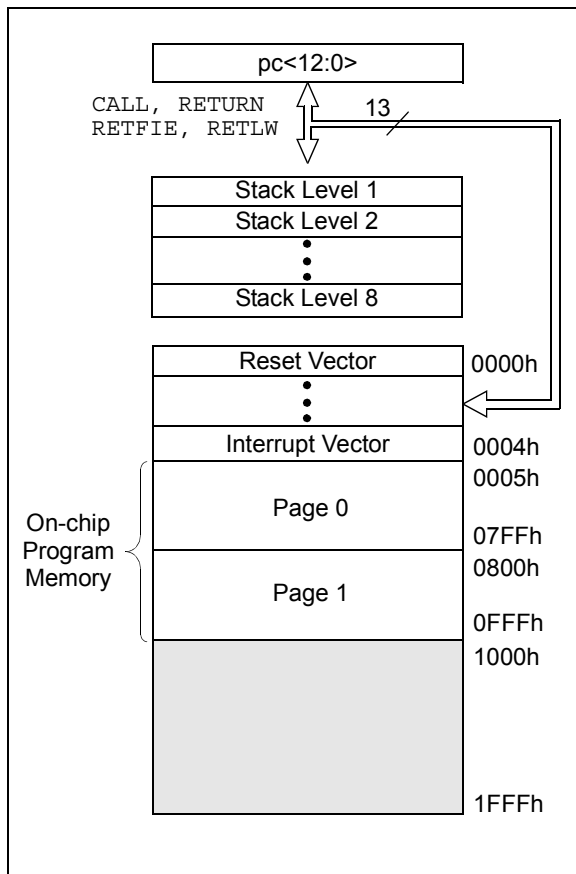 pc<12:0>
CALL, RETURN
RETFIE, RETLW
13
Stack Level 1
Stack Level 2
Stack Level 8
Reset Vector
0000h
Interrupt Vector
0004h
0005h
Page 0
07FFh
On-chip
Program
Memory
0800h
Page 1
0FFFh
1000h
1FFFh